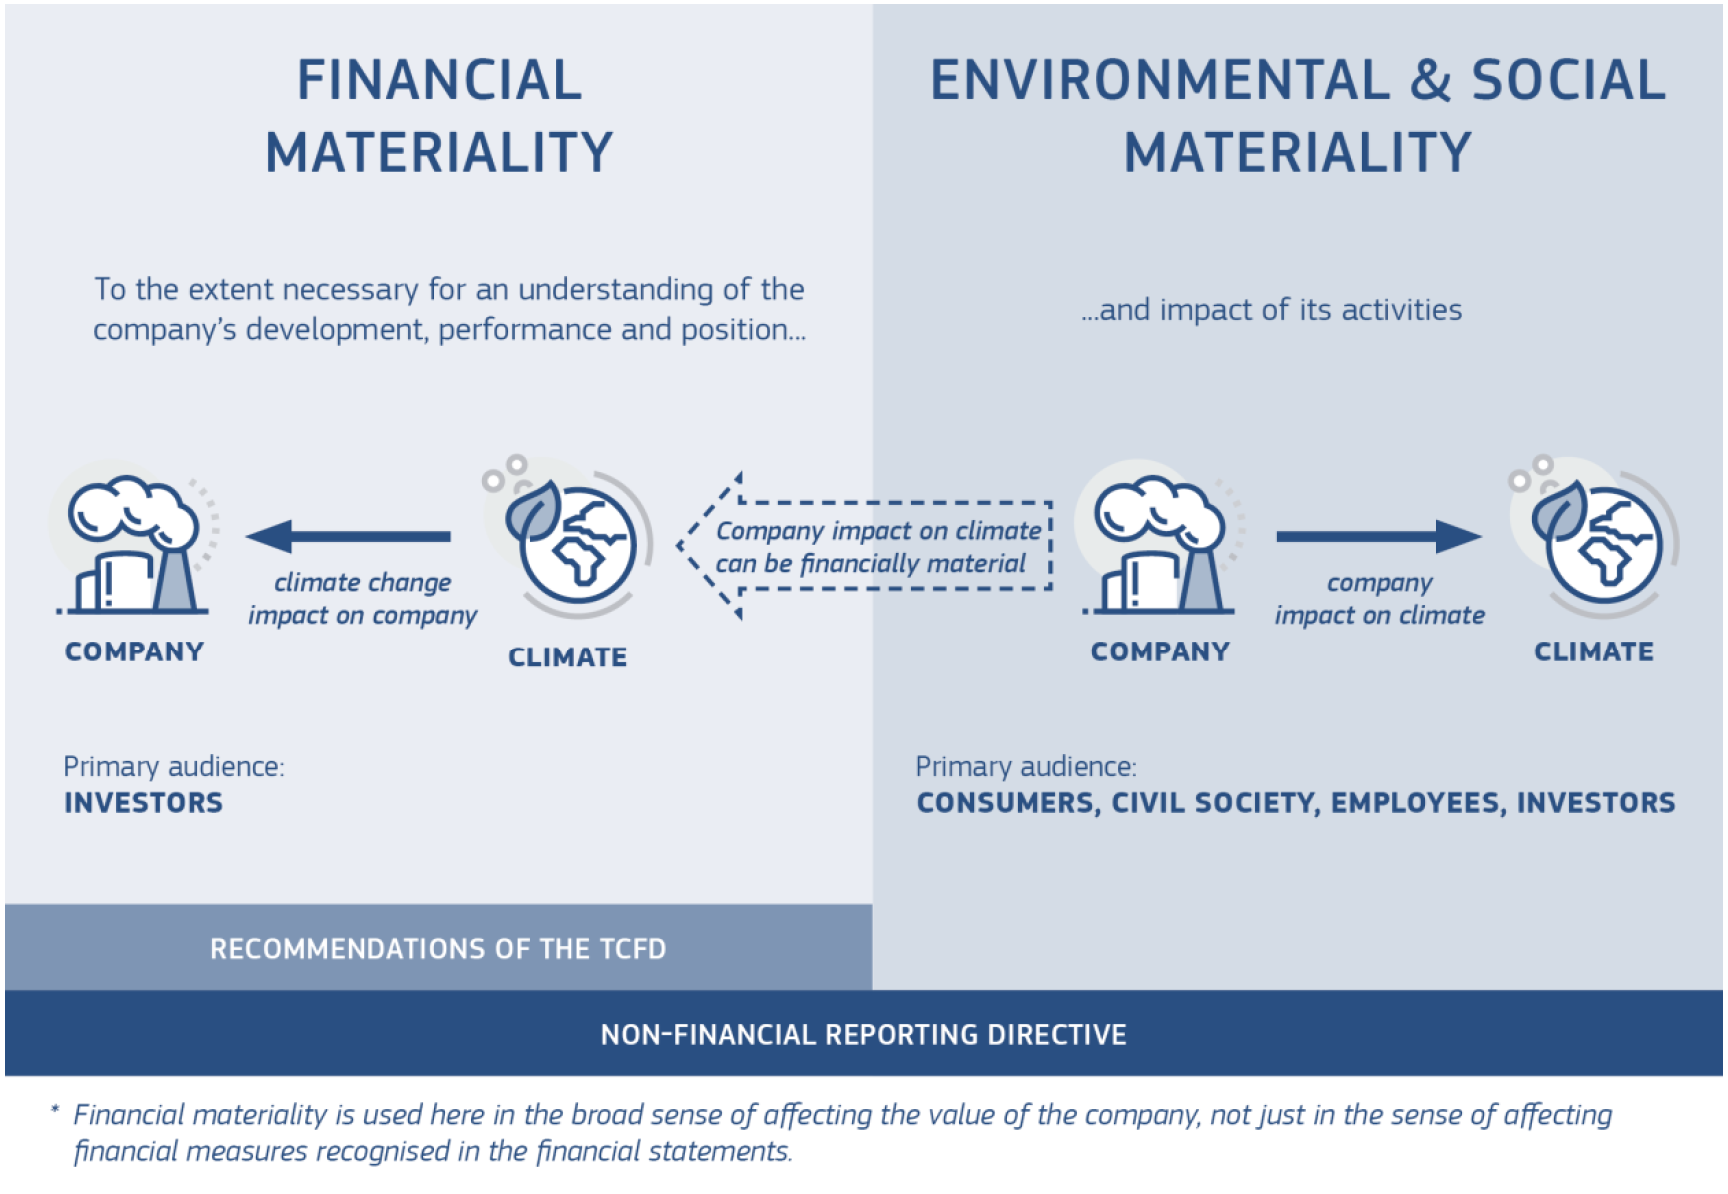 FINANCIAL
MATERIALITY
To the extent necessary for an understanding of the
company's development, performance and position...
climate change
impact on company
COMPANY
CLIMATE
Primary audience:
INVESTORS
RECOMMENDATIONS OF THE TCFD
Company impact on climate
can be financially material
ENVIRONMENTAL & SOCIAL
MATERIALITY
...and impact of its activities
company
impact on climate
COMPANY
CLIMATE
Primary audience:
CONSUMERS, CIVIL SOCIETY, EMPLOYEES, INVESTORS
NON-FINANCIAL REPORTING DIRECTIVE
* Financial materiality is used here in the broad sense of affecting the value of the company, not just in the sense of affecting
financial measures recognised in the financial statements.